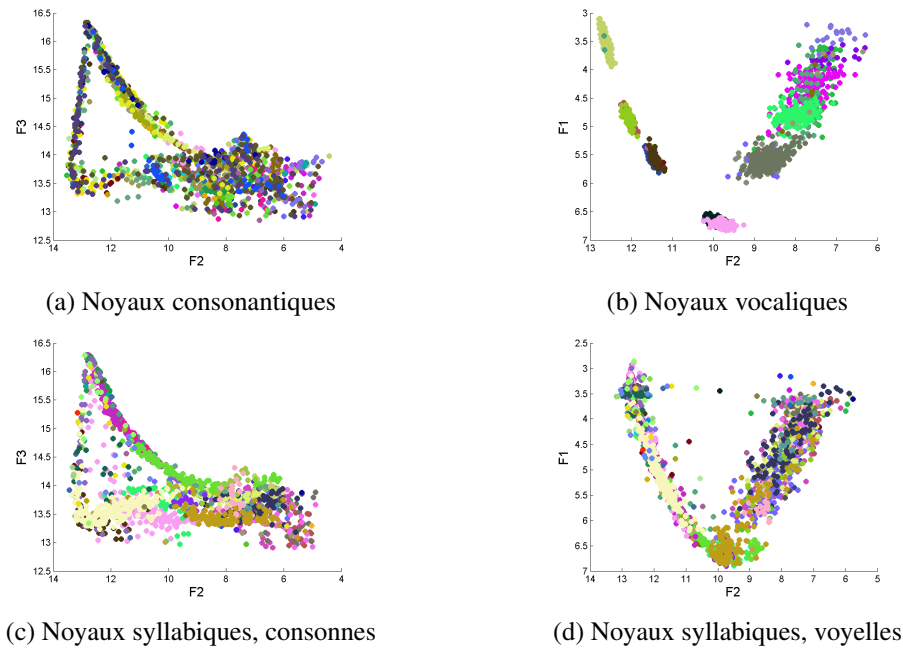 16.5
16
15.5
15
14.5
14
13.5
13
12.5
F3
14 12 10 8 6 4
F2
(a) Noyaux consonantiques
3
3.5
4
4.5
5
5.5
6
6.5
7
F1
13 12 11 10 9 8 7 6
F2
(b) Noyaux vocaliques
16.5
16
15.5
15
14.5
14
13.5
13
12.5
F3
14 12 10 8 6 4
F2
(c) Noyaux syllabiques, consonnes
2.5
3
3.5
4
4.5
5
5.5
6
6.5
7
F1
14 13 12 11 10 9 8 7 6 5
F2
(d) Noyaux syllabiques, voyelles